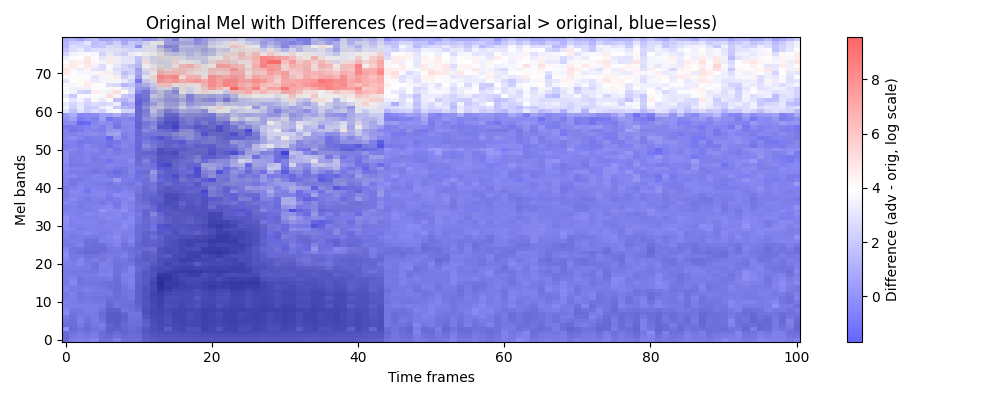 Original Mel with Differences (red=adversarial > original, blue=less)
Mel bands
70
60
50
40
30
20
10
0
0 20 40 60 80 100
Time frames
8
6
4
2
0
Difference (adv - orig, log scale)